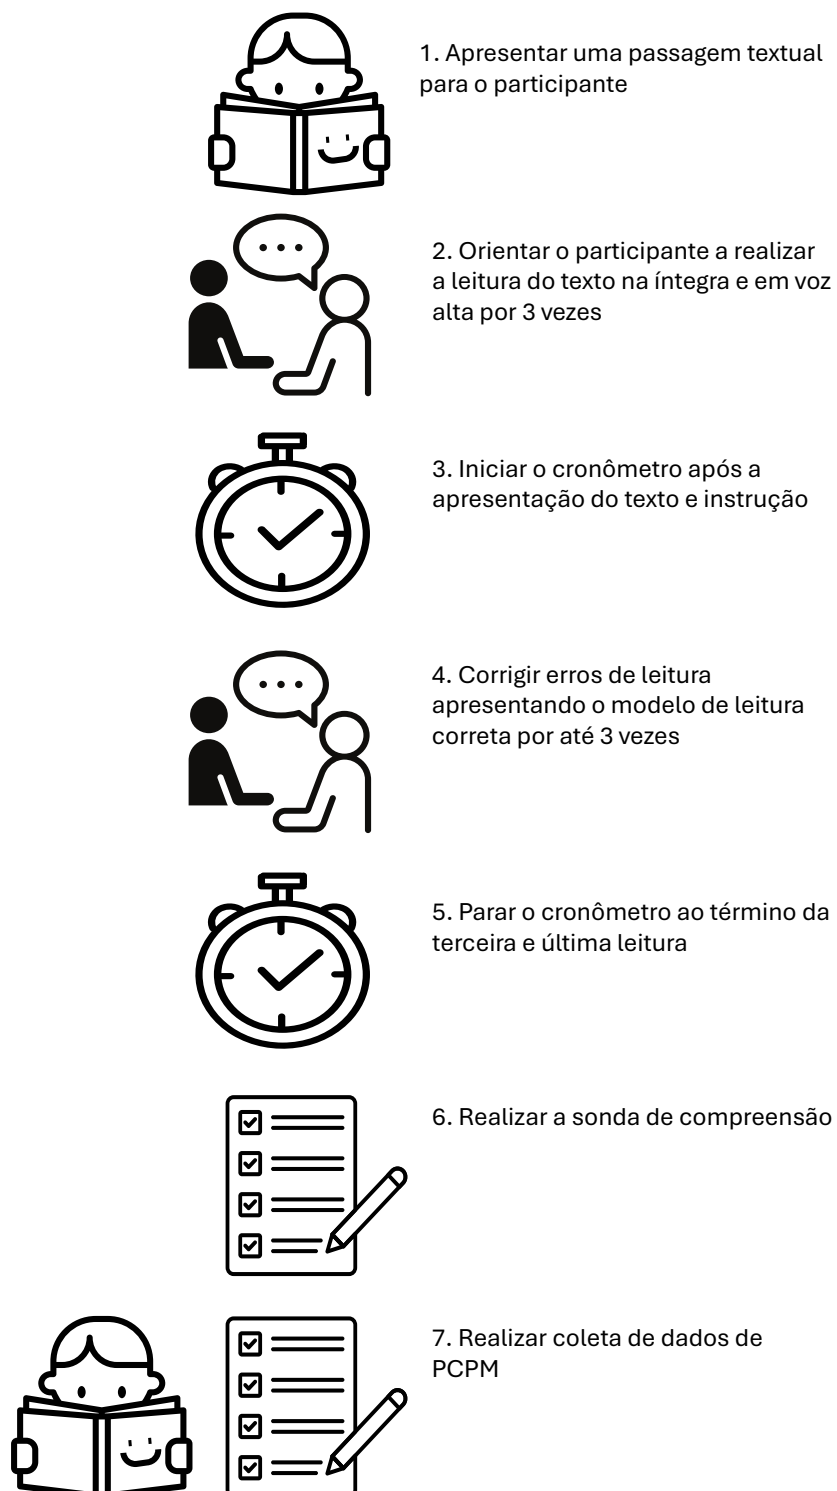 1. Apresentar uma passagem textual
para o participante
2. Orientar o participante a realizar
a leitura do texto na íntegra e em voz
alta por 3 vezes
3. Iniciar o cronômetro após a
apresentação do texto e instrução
4. Corrigir erros de leitura
apresentando o modelo de leitura
correta por até 3 vezes
5. Parar o cronômetro ao término da
terceira e última leitura
6. Realizar a sonda de compreensão
7. Realizar coleta de dados de
PCPM